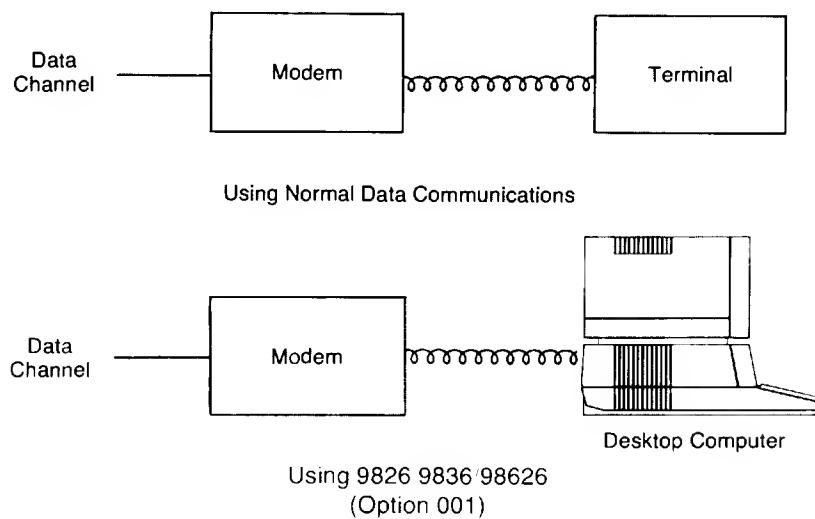 Data
Channel
Modem
Terminal
Using Normal Data Communications
Data
Channel
Modem
Desktop Computer
Using 9826 9836/98626
(Option 001)